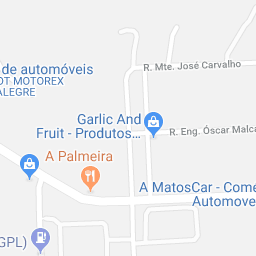 R. Mte. José Carvalho
de automóveis
OT MOTOREX
ALEGRE
Garlic And
Fruit - Produtos...
R. Eng. Óscar Malca
A Palmeira
A MatosCar - Come
Automove
GPL)